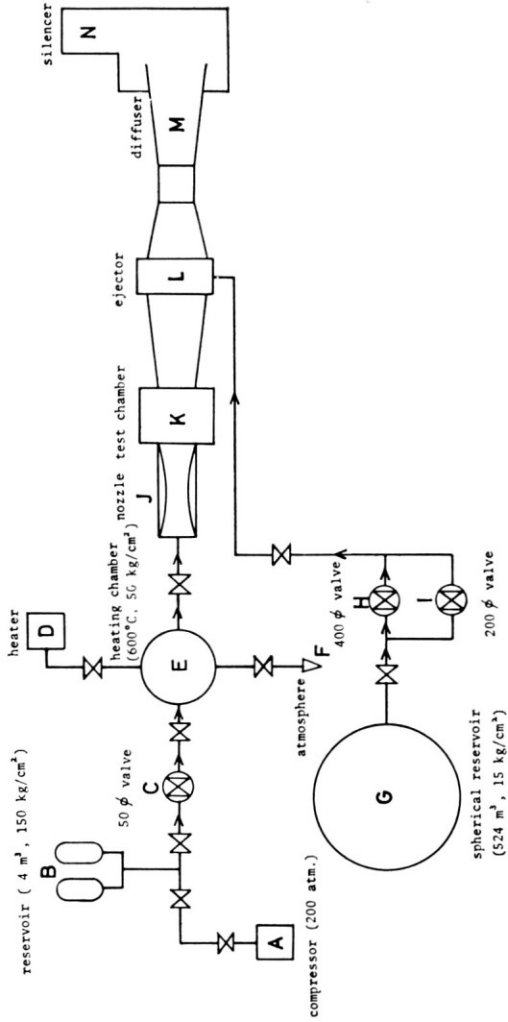 silencer
N
diffuser
M
ejector
L
nozzle test chamber
K
J
heating chamber
(600°C. 50 kg/cm²)
heater
D
E
atmosphere
F
50 φ valve
C
reservoir ( 4 m³, 150 kg/cm²)
B
A
compressor (200 atm.)
400 φ valve
H
I
200 φ valve
G
spherical reservoir
(524 m³, 15 kg/cm²)